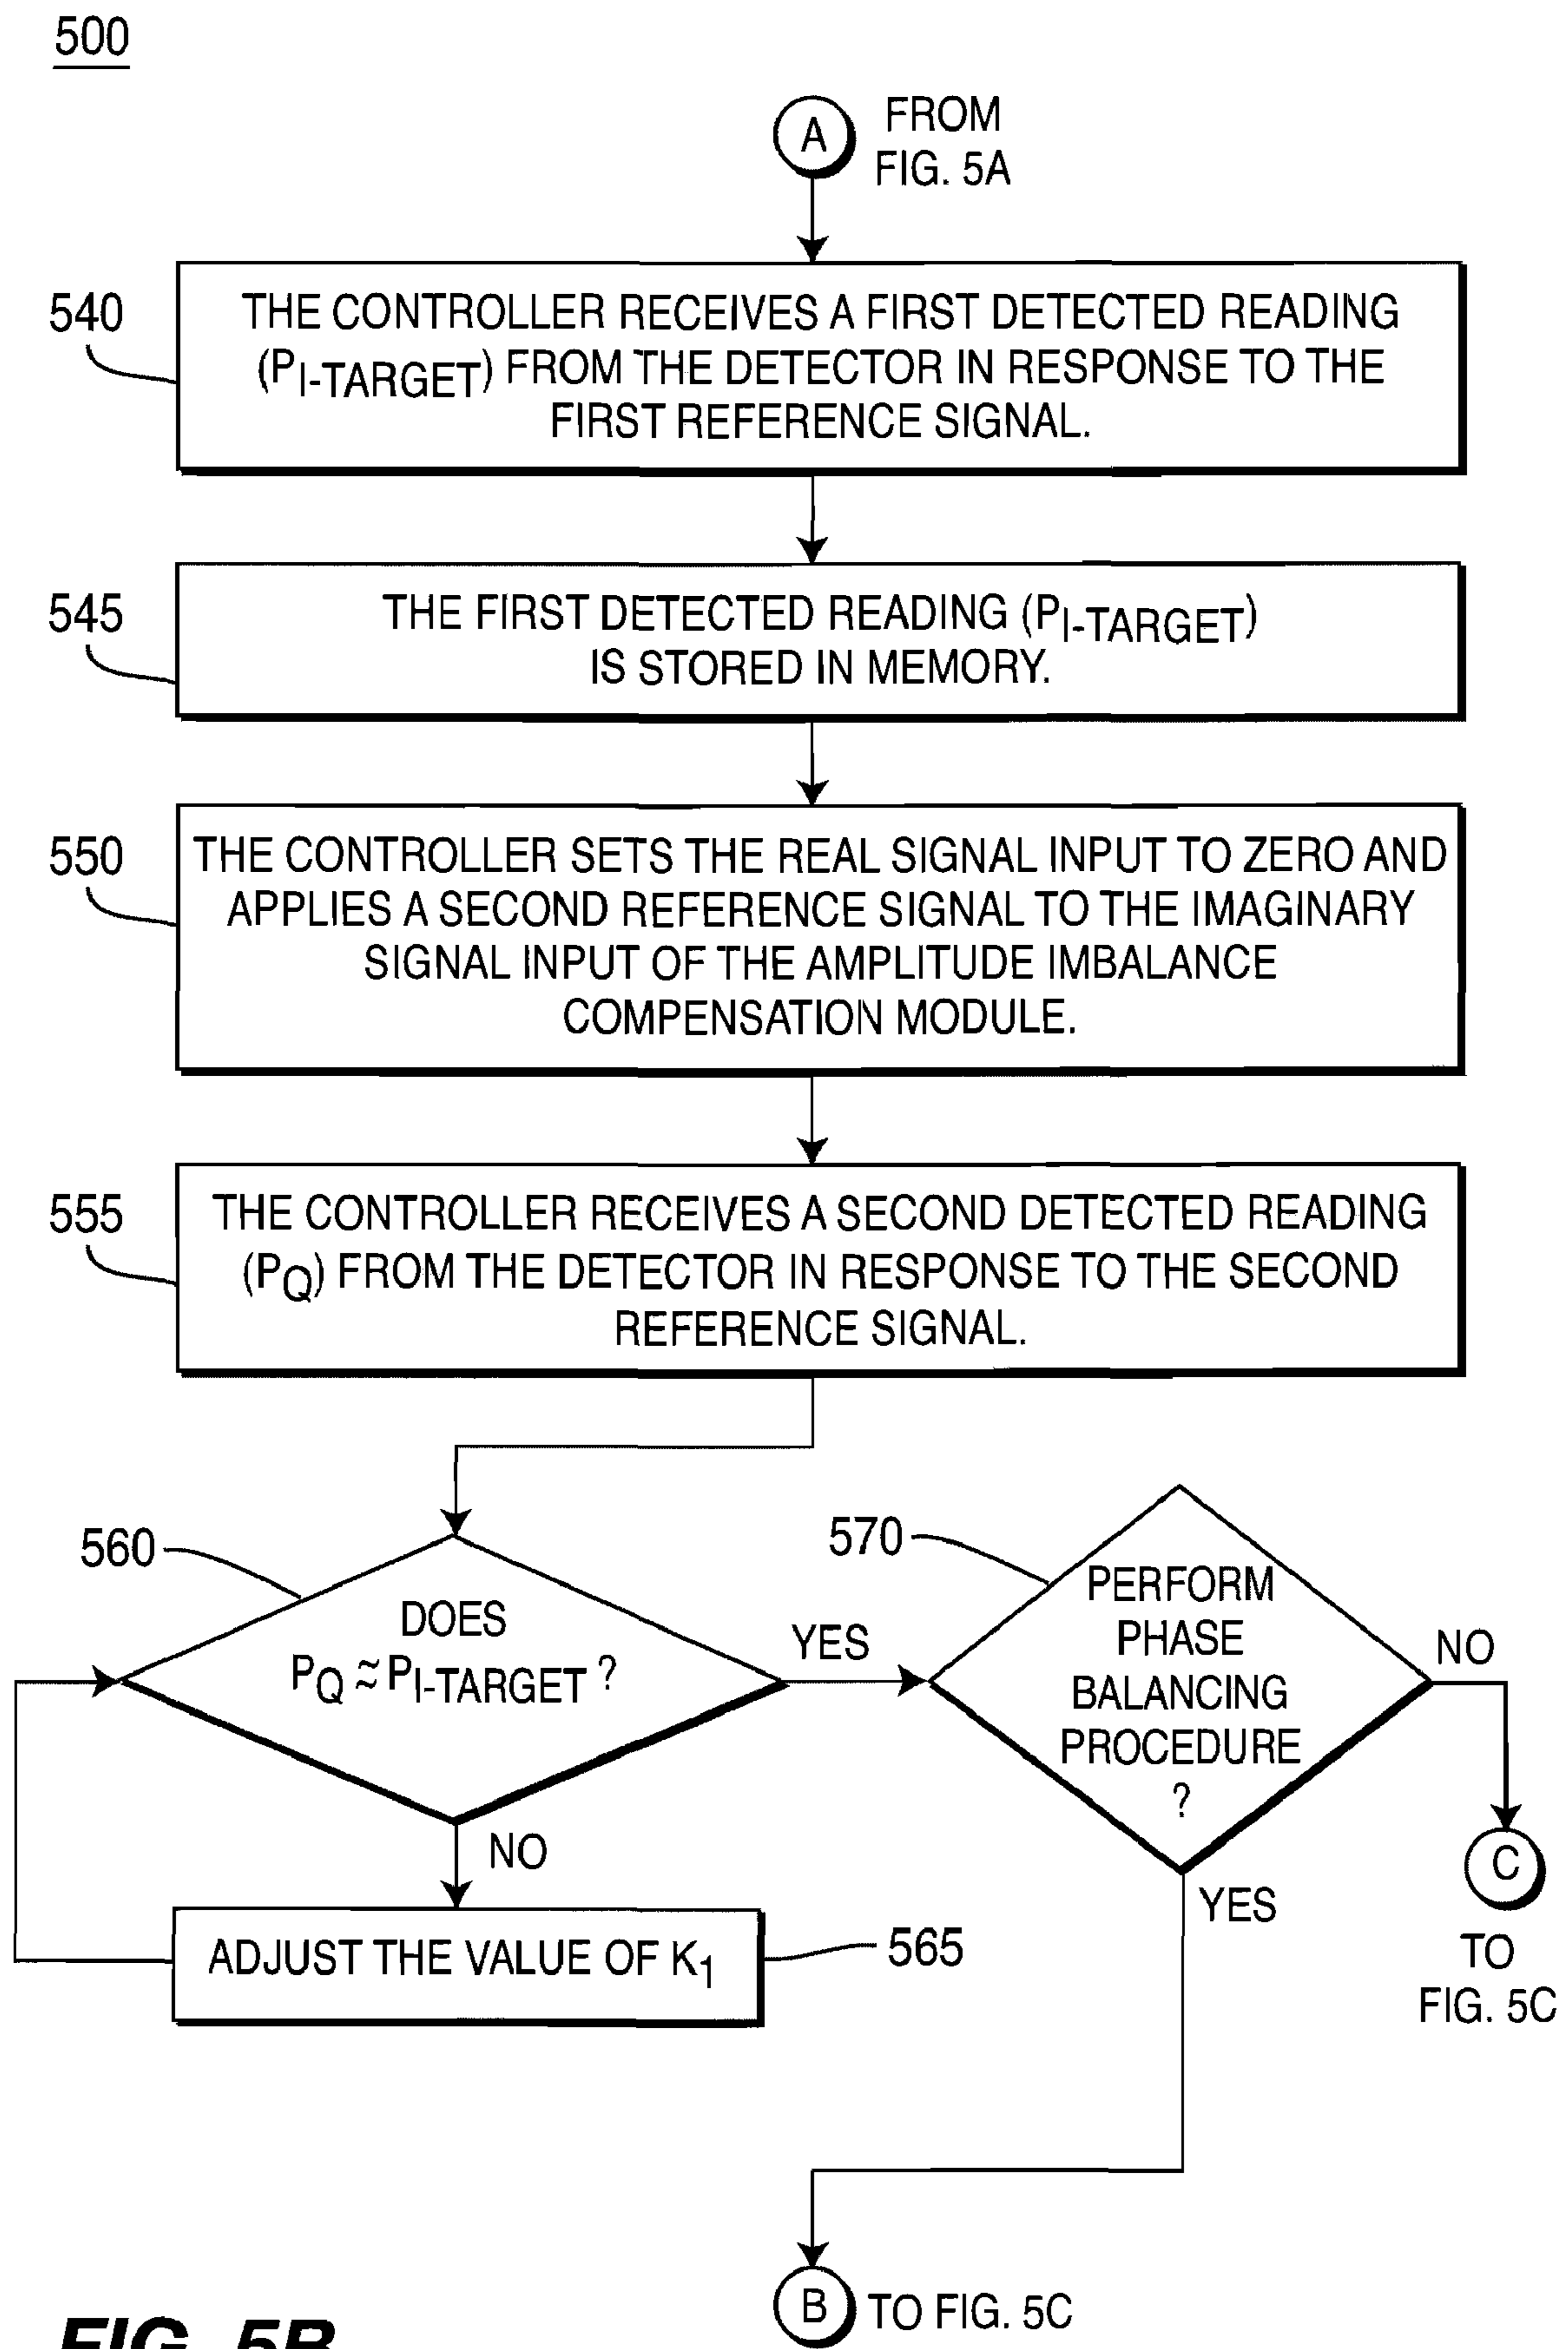 500
A
FROM
FIG. 5A
540
THE CONTROLLER RECEIVES A FIRST DETECTED READING
(PI-TARGET) FROM THE DETECTOR IN RESPONSE TO THE
FIRST REFERENCE SIGNAL.
545
THE FIRST DETECTED READING (PI-TARGET)
IS STORED IN MEMORY.
550
THE CONTROLLER SETS THE REAL SIGNAL INPUT TO ZERO AND
APPLIES A SECOND REFERENCE SIGNAL TO THE IMAGINARY
SIGNAL INPUT OF THE AMPLITUDE IMBALANCE
COMPENSATION MODULE.
555
THE CONTROLLER RECEIVES A SECOND DETECTED READING
(PQ) FROM THE DETECTOR IN RESPONSE TO THE SECOND
REFERENCE SIGNAL.
560
DOES
PQ ≈ PI-TARGET ?
YES
NO
ADJUST THE VALUE OF K1
565
570
PERFORM
PHASE
BALANCING
PROCEDURE
?
NO
C
TO
FIG. 5C
YES
B
TO FIG. 5C
FIG. 5B